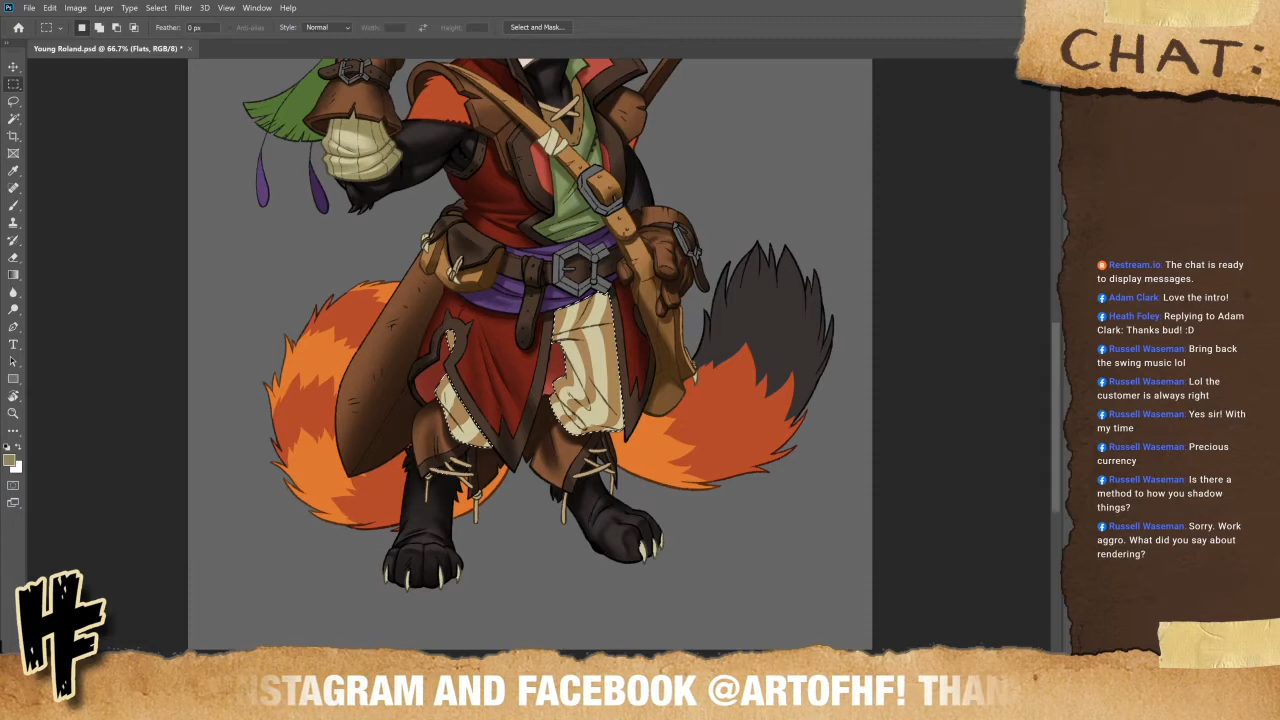 Ps File Edit Image Layer Type Select Filter 3D View Window Help
Feather: 0 px Anti-alias Style: Normal Width: Height: Select and Mask...
Young Roland.psd @ 66.7% (Flats, RGB/8) * ×
CHAT:
Restream.io: The chat is ready
to display messages.
Adam Clark: Love the intro!
Heath Foley: Replying to Adam
Clark: Thanks bud! :D
Russell Waseman: Bring back
the swing music lol
Russell Waseman: Lol the
customer is always right
Russell Waseman: Yes sir! With
my time
Russell Waseman: Precious
currency
Russell Waseman: Is there a
method to how you shadow
things?
Russell Waseman: Sorry. Work
aggro. What did you say about
rendering?
HF
STAGRAM AND FACEBOOK @ARTOFHF! THAN